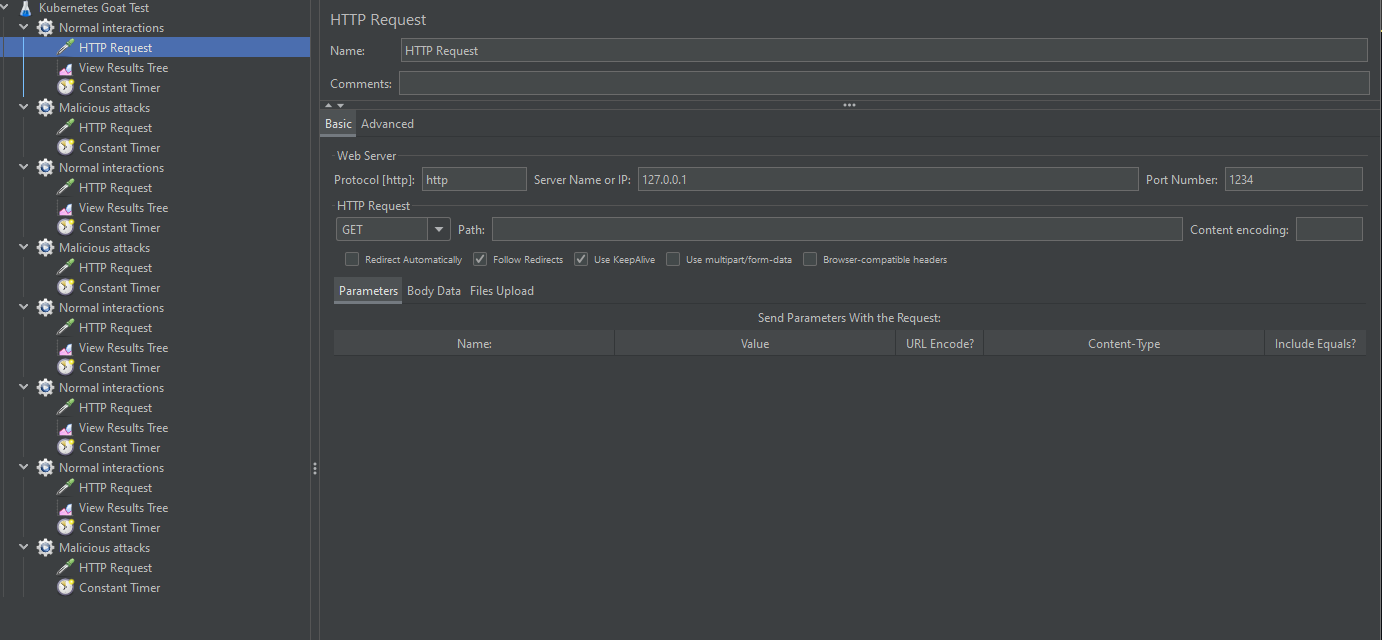 Kubernetes Goat Test
Normal interactions
HTTP Request
View Results Tree
Constant Timer
Malicious attacks
HTTP Request
Constant Timer
Normal interactions
HTTP Request
View Results Tree
Constant Timer
Malicious attacks
HTTP Request
Constant Timer
Normal interactions
HTTP Request
View Results Tree
Constant Timer
Normal interactions
HTTP Request
View Results Tree
Constant Timer
Normal interactions
HTTP Request
View Results Tree
Constant Timer
Malicious attacks
HTTP Request
Constant Timer
HTTP Request
Name: HTTP Request
Comments:
Basic Advanced
Web Server
Protocol [http]: http Server Name or IP: 127.0.0.1 Port Number: 1234
HTTP Request
GET Path: Content encoding:
Redirect Automatically Follow Redirects Use KeepAlive Use multipart/form-data Browser-compatible headers
Parameters Body Data Files Upload
Send Parameters With the Request:
Name: Value URL Encode? Content-Type Include Equals?